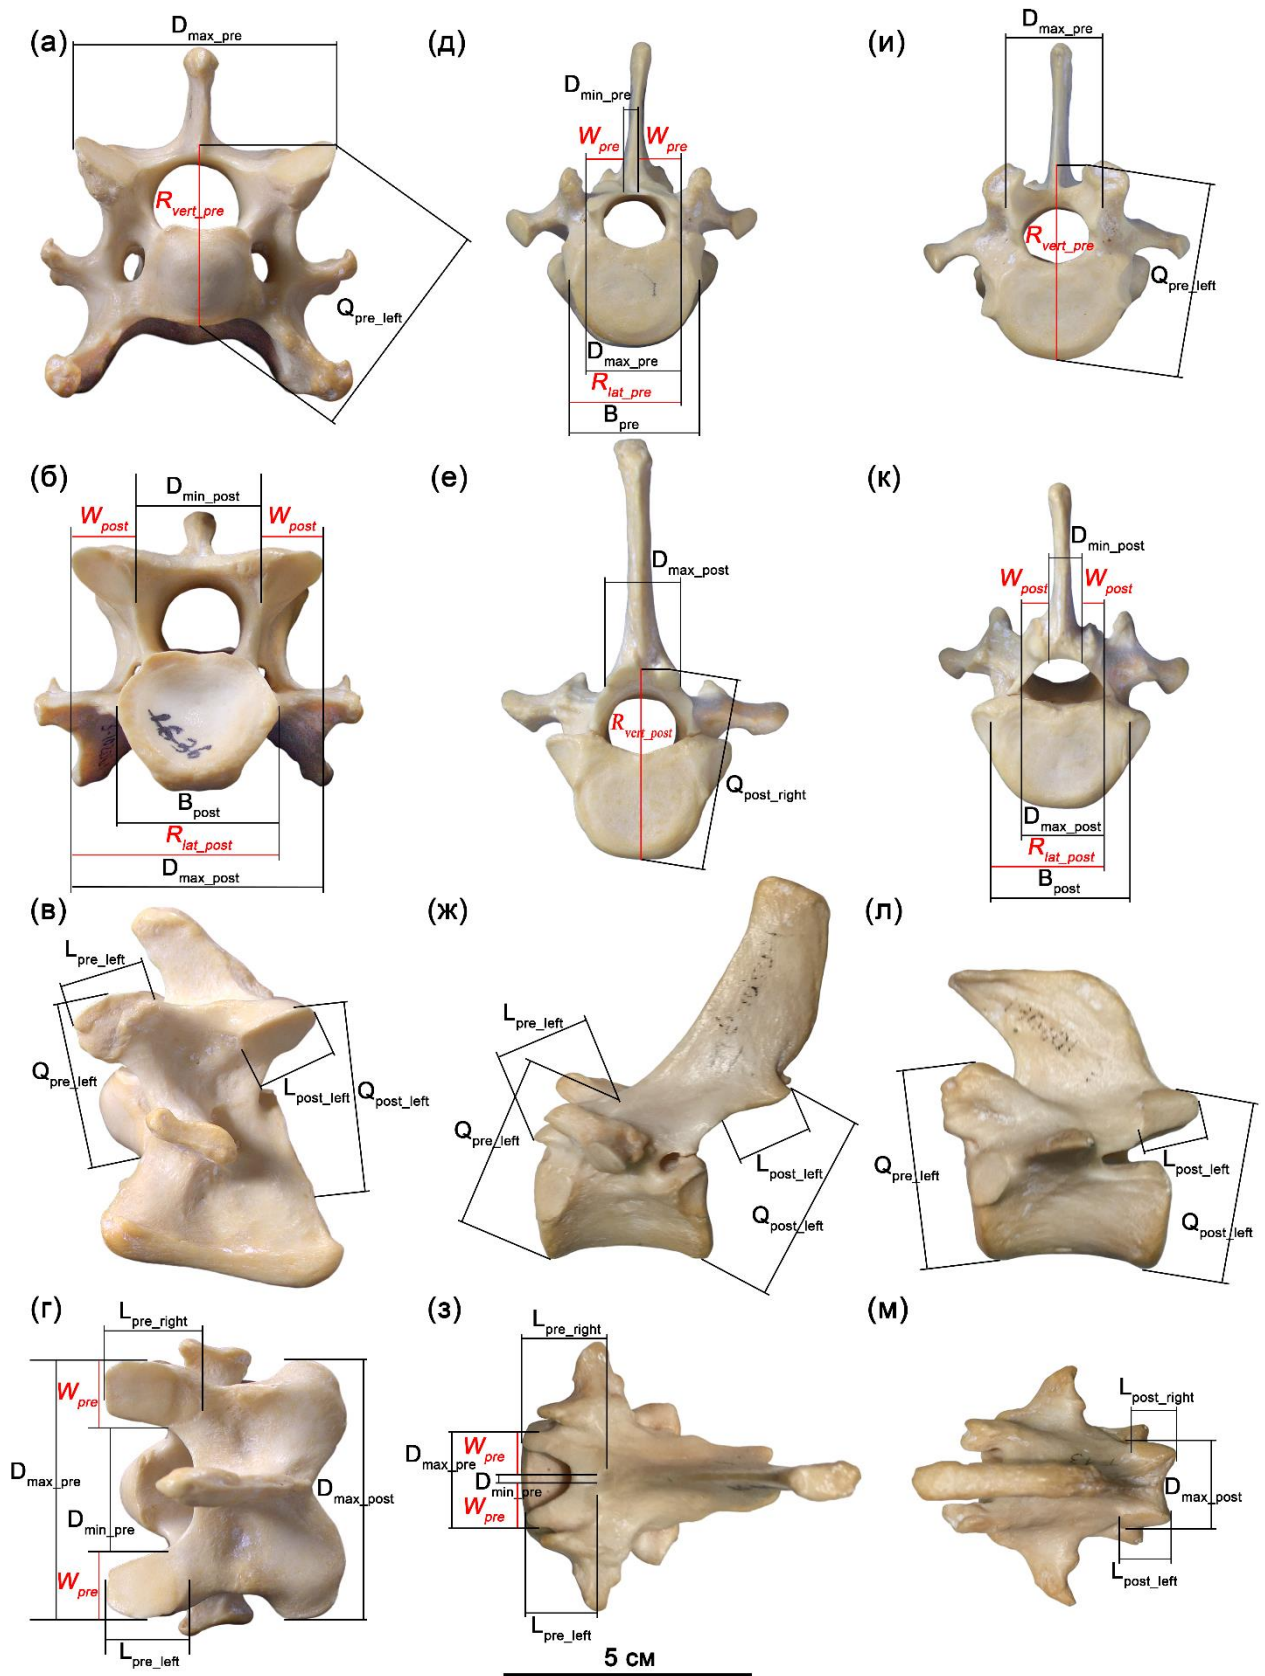 (а)
D_max_pre
R_vert_pre
Q_pre_left
(д)
D_min_pre
W_pre W_pre
D_max_pre
R_lat_pre
B_pre
(и)
D_max_pre
R_vert_pre
Q_pre_left
(б)
D_min_post
W_post W_post
B_post
R_lat_post
D_max_post
(е)
D_max_post
R_vert_post
Q_post_right
(к)
D_min_post
W_post W_post
D_max_post
R_lat_post
B_post
(в)
L_pre_left
Q_pre_left
L_post_left
Q_post_left
(ж)
L_pre_left
Q_pre_left
L_post_left
Q_post_left
(л)
Q_pre_left
L_post_left
Q_post_left
(г)
L_pre_right
W_pre
D_max_pre
D_max_post
D_min_pre
W_pre
L_pre_left
(з)
L_pre_right
W_pre
D_max_pre
D_min_pre
W_pre
L_pre_left
(м)
L_post_right
D_max_post
L_post_left
5 см